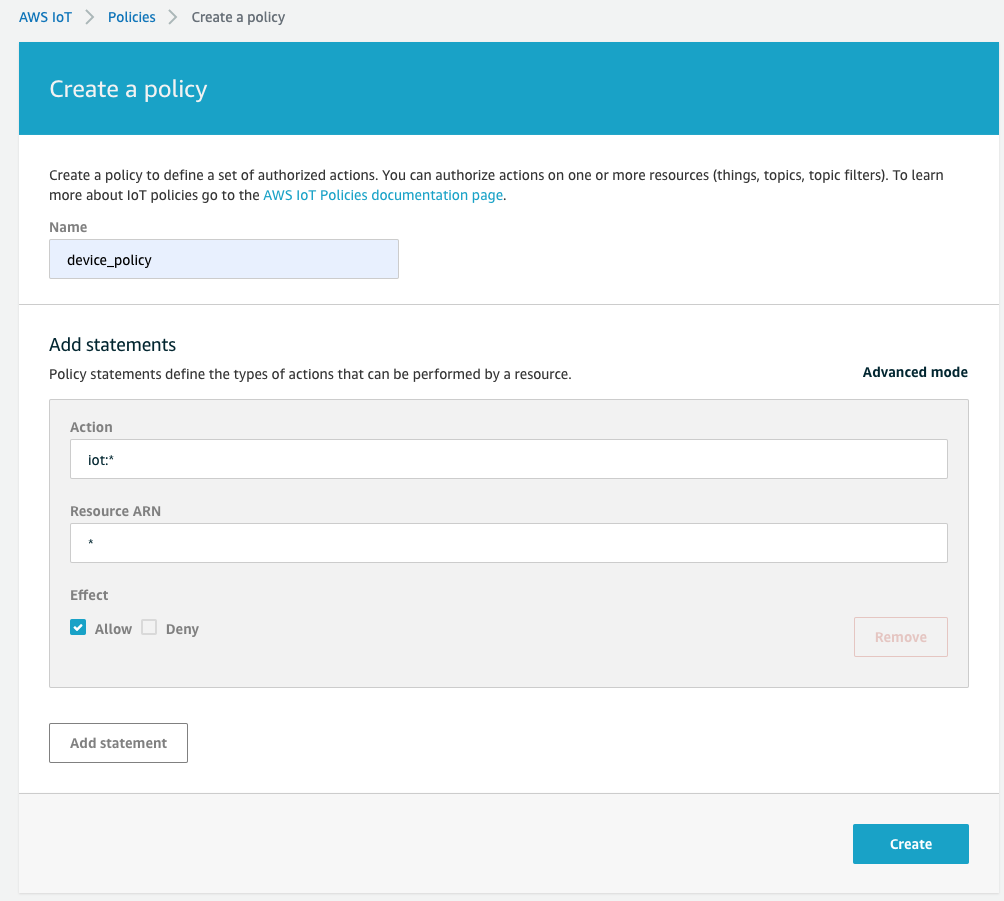 AWS IoT > Policies > Create a policy
Create a policy
Create a policy to define a set of authorized actions. You can authorize actions on one or more resources (things, topics, topic filters). To learn
more about IoT policies go to the AWS IoT Policies documentation page.
Name
device_policy
Add statements
Policy statements define the types of actions that can be performed by a resource.
Advanced mode
Action
iot:*
Resource ARN
*
Effect
Allow Deny
Remove
Add statement
Create